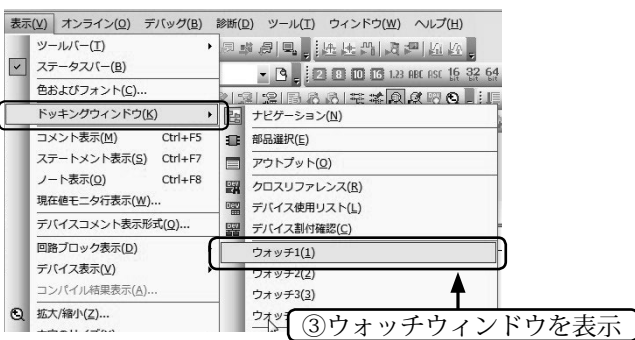 表示(V) オンライン(O) デバッグ(B) 診断(D) ツール(T) ウィンドウ(W) ヘルプ(H)
ツールバー(T)
ステータスバー(B)
1.23 ABC ASC 16bit 32bit 64bit
色およびフォント(C)...
ドッキングウィンドウ(K)
コメント表示(M) Ctrl+F5
ステートメント表示(S) Ctrl+F7
ノート表示(O) Ctrl+F8
現在値モニタ行表示(W)...
デバイスコメント表示形式(O)...
回路ブロック表示(D)
デバイス表示(V)
コンパイル結果表示(A)...
拡大/縮小(Z)...
ナビゲーション(N)
部品選択(E)
アウトプット(O)
クロスリファレンス(R)
デバイス使用リスト(L)
デバイス割付確認(C)
ウォッチ1(1)
ウォッチ2(2)
ウォッチ3(3)
③ウォッチウィンドウを表示